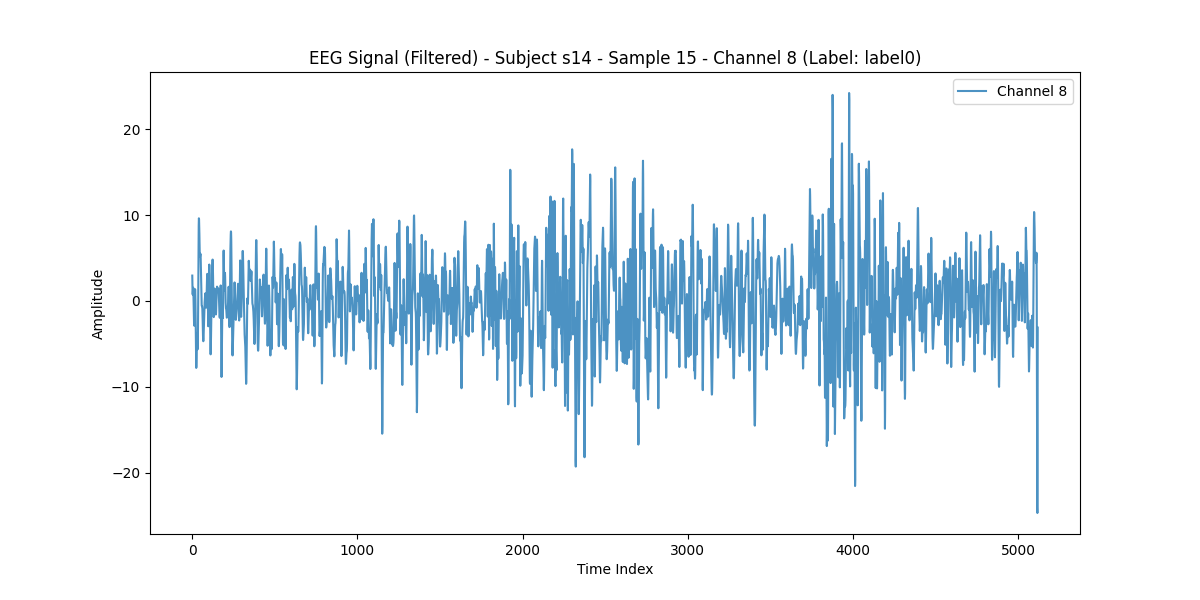 EEG Signal (Filtered) - Subject s14 - Sample 15 - Channel 8 (Label: label0)
Channel 8
20
10
0
−10
−20
Amplitude
0 1000 2000 3000 4000 5000
Time Index